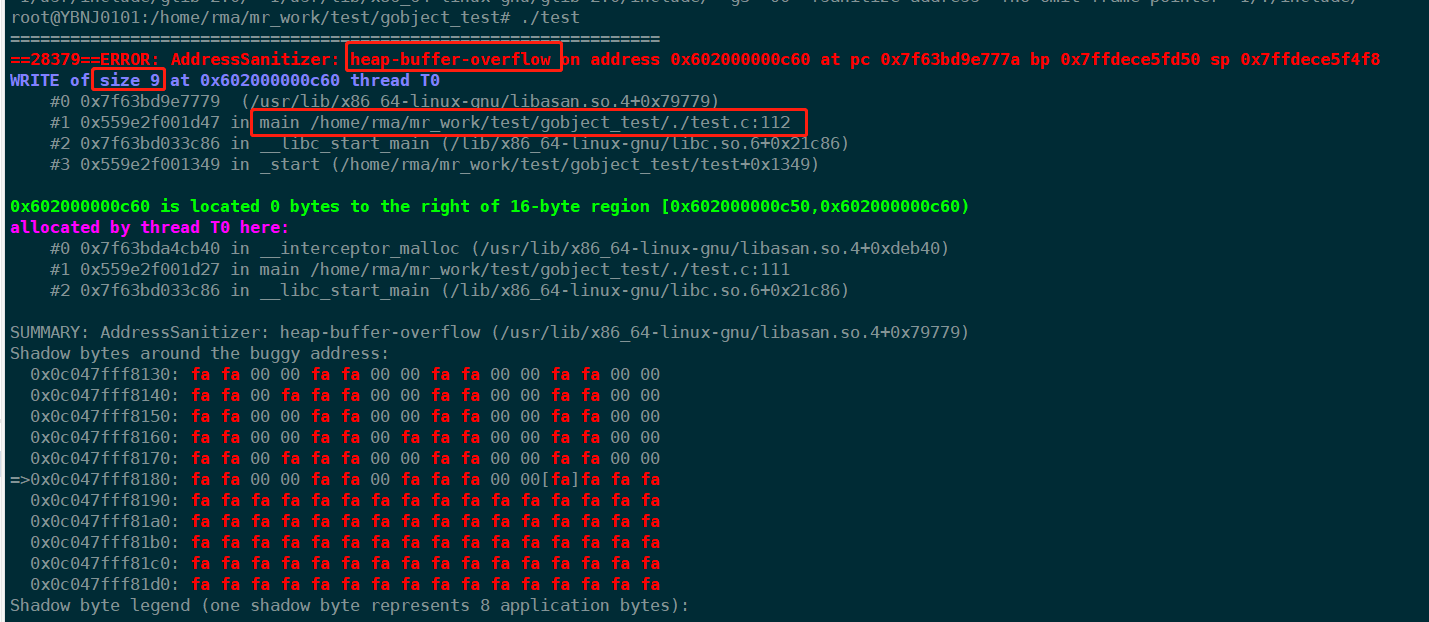 root@YBNJ0101:/home/rma/mr_work/test/gobject_test# ./test
=================================================================
==28379==ERROR: AddressSanitizer: heap-buffer-overflow on address 0x602000000c60 at pc 0x7f63bd9e777a bp 0x7ffdece5fd50 sp 0x7ffdece5f4f8
WRITE of size 9 at 0x602000000c60 thread T0
    #0 0x7f63bd9e7779  (/usr/lib/x86_64-linux-gnu/libasan.so.4+0x79779)
    #1 0x559e2f001d47 in main /home/rma/mr_work/test/gobject_test/./test.c:112
    #2 0x7f63bd033c86 in __libc_start_main (/lib/x86_64-linux-gnu/libc.so.6+0x21c86)
    #3 0x559e2f001349 in _start (/home/rma/mr_work/test/gobject_test/test+0x1349)

0x602000000c60 is located 0 bytes to the right of 16-byte region [0x602000000c50,0x602000000c60)
allocated by thread T0 here:
    #0 0x7f63bda4cb40 in __interceptor_malloc (/usr/lib/x86_64-linux-gnu/libasan.so.4+0xdeb40)
    #1 0x559e2f001d27 in main /home/rma/mr_work/test/gobject_test/./test.c:111
    #2 0x7f63bd033c86 in __libc_start_main (/lib/x86_64-linux-gnu/libc.so.6+0x21c86)

SUMMARY: AddressSanitizer: heap-buffer-overflow (/usr/lib/x86_64-linux-gnu/libasan.so.4+0x79779)
Shadow bytes around the buggy address:
  0x0c047fff8130: fa fa 00 00 fa fa 00 00 fa fa 00 00 fa fa 00 00
  0x0c047fff8140: fa fa 00 fa fa fa 00 00 fa fa 00 00 fa fa 00 00
  0x0c047fff8150: fa fa 00 00 fa fa 00 00 fa fa 00 00 fa fa 00 00
  0x0c047fff8160: fa fa 00 00 fa fa 00 fa fa fa 00 00 fa fa 00 00
  0x0c047fff8170: fa fa 00 fa fa fa 00 00 fa fa 00 00 fa fa 00 00
=>0x0c047fff8180: fa fa 00 00 fa fa 00 fa fa fa 00 00[fa]fa fa fa
  0x0c047fff8190: fa fa fa fa fa fa fa fa fa fa fa fa fa fa fa fa
  0x0c047fff81a0: fa fa fa fa fa fa fa fa fa fa fa fa fa fa fa fa
  0x0c047fff81b0: fa fa fa fa fa fa fa fa fa fa fa fa fa fa fa fa
  0x0c047fff81c0: fa fa fa fa fa fa fa fa fa fa fa fa fa fa fa fa
  0x0c047fff81d0: fa fa fa fa fa fa fa fa fa fa fa fa fa fa fa fa
Shadow byte legend (one shadow byte represents 8 application bytes):